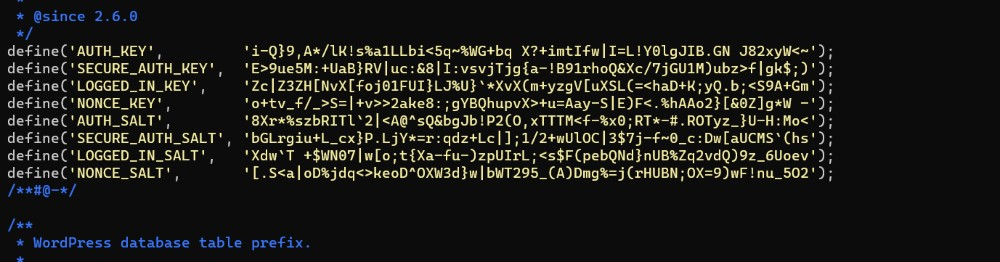 *
* @since 2.6.0
*/
define('AUTH_KEY', 'i-Q}9,A*/lK!s%a1LLbi<5q~%WG+bq X?+imtIfw|I=L!Y0lgJIB.GN J82xyW<~');
define('SECURE_AUTH_KEY', 'E>9ue5M:+UaB}RV|uc:&8|I:vsvjTjg{a-!B91rhoQ&Xc/7jGU1M)ubz>f|gk$;)');
define('LOGGED_IN_KEY', 'Zc|Z3ZH[NvX[foj01FUI}LJ%U}`*XvX(m+yzgV[uXSL(=<haD+K;yQ.b;<S9A+Gm');
define('NONCE_KEY', 'o+tv_f/_>S=|+v>>2ake8:;gYBQhupvX>+u=Aay-S|E)F<.%hAAo2}[&0Z]g*W -');
define('AUTH_SALT', '8Xr*%szbRITl`2|<A@^sQ&bgJb!P2(O,xTTTM<f-%x0;RT*-#.ROTyz_}U-H:Mo<');
define('SECURE_AUTH_SALT', 'bGLrgiu+L_cx}P.LjY*=r:qdz+Lc|];1/2+wUlOC|3$7j-f~0_c:Dw[aUCMS`(hs');
define('LOGGED_IN_SALT', 'Xdw`T +$WN07|w[o;t{Xa-fu-)zpUIrL;<s$F(pebQNd}nUB%Zq2vdQ)9z_6Uoev');
define('NONCE_SALT', '[.S<a|oD%jdq<>keoD^OXW3d}w|bWT295_(A)Dmg%=j(rHUBN;OX=9)wF!nu_5O2');
/**#@-*/
/**
* WordPress database table prefix.
*